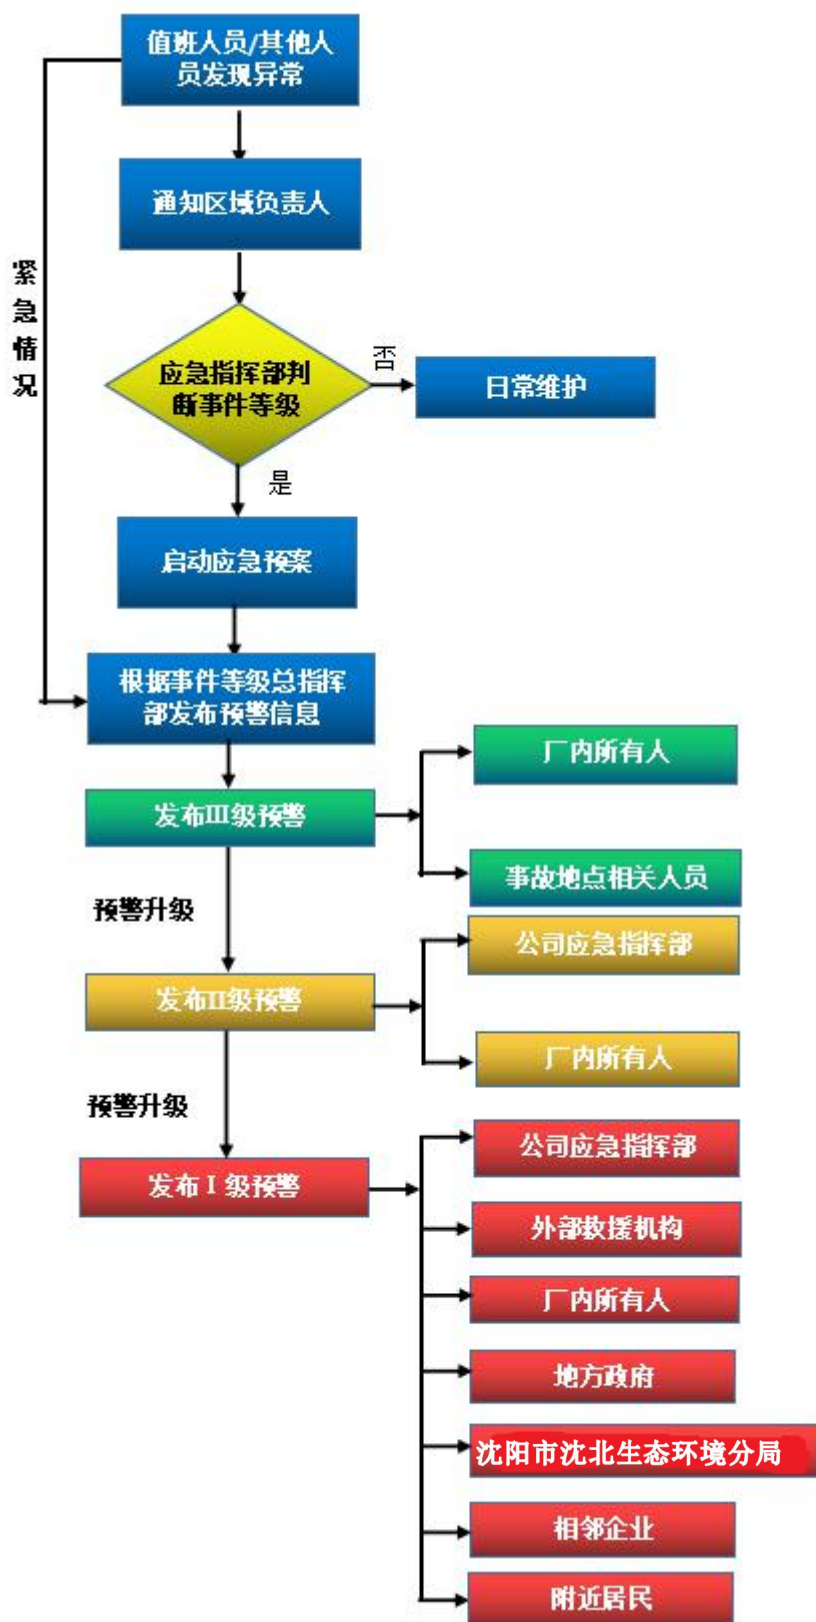 值班人员/其他人
员发现异常
通知区域负责人
紧急情况
应急指挥部判
断事件等级
否
日常维护
是
启动应急预案
根据事件等级总指挥
部发布预警信息
厂内所有人
发布III级预警
事故地点相关人员
预警升级
公司应急指挥部
发布II级预警
厂内所有人
预警升级
公司应急指挥部
发布I级预警
外部救援机构
厂内所有人
地方政府
沈阳市沈北生态环境分局
相邻企业
附近居民